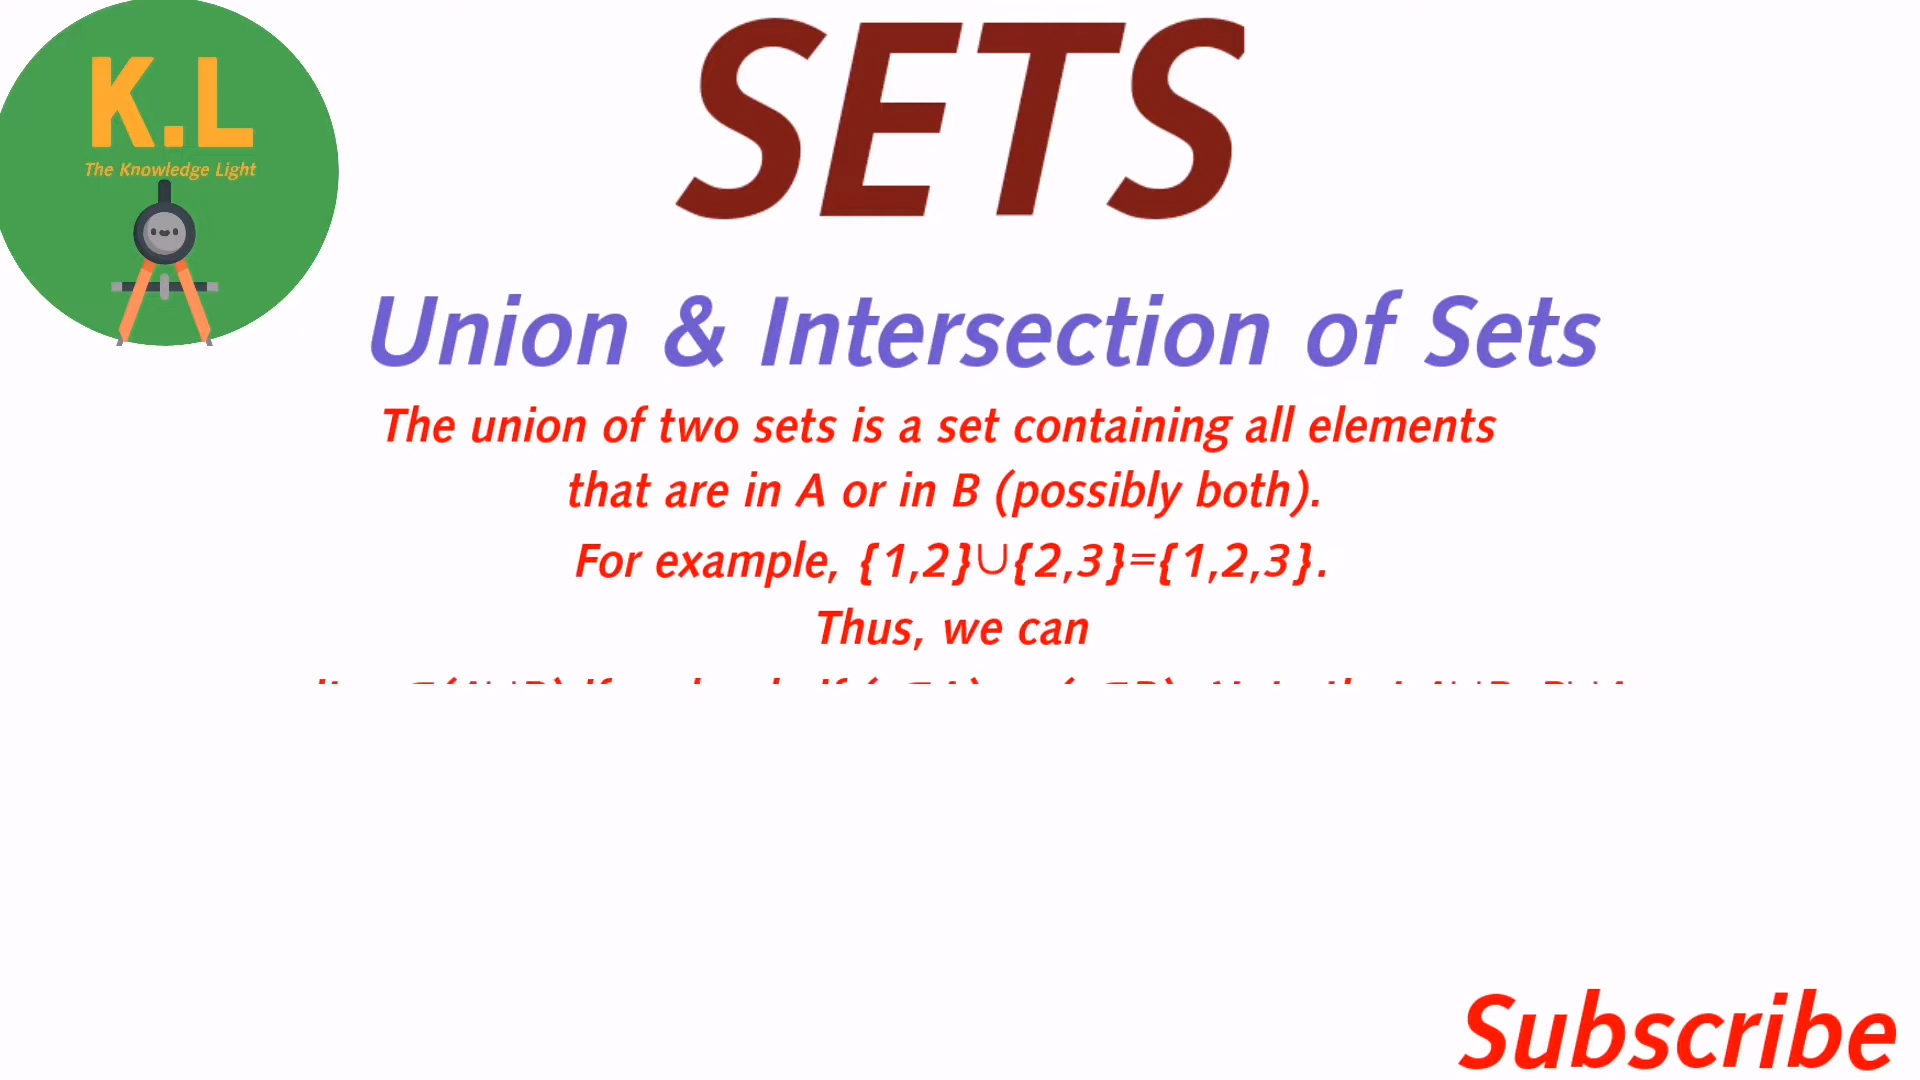 K.L
The Knowledge Light
SETS
Union & Intersection of Sets
The union of two sets is a set containing all elements
that are in A or in B (possibly both).
For example, {1,2}∪{2,3}={1,2,3}.
Thus, we can
Subscribe